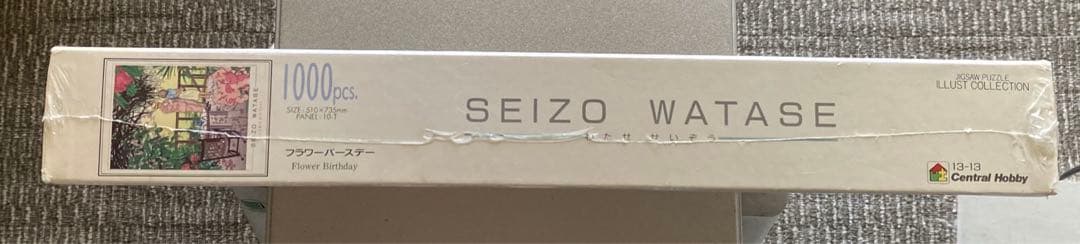 1000pcs.
SIZE : 510×735mm
PANEL : 10-T
フラワーバースデー
Flower Birthday
SEIZO WATASE
SEIZO WATASE
わたせせいぞう
JIGSAW PUZZLE
ILLUST COLLECTION
13-13
Central Hobby